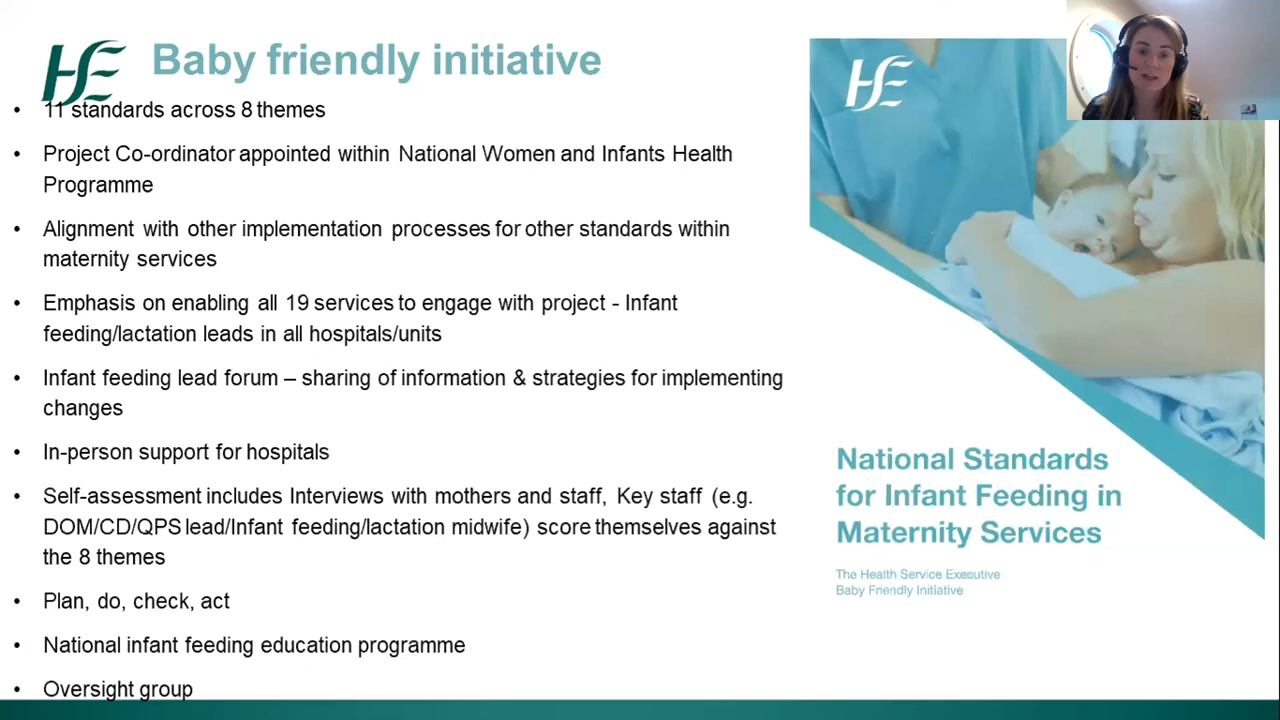 HSE Baby friendly initiative
• 11 standards across 8 themes
• Project Co-ordinator appointed within National Women and Infants Health
Programme
• Alignment with other implementation processes for other standards within
maternity services
• Emphasis on enabling all 19 services to engage with project - Infant
feeding/lactation leads in all hospitals/units
• Infant feeding lead forum – sharing of information & strategies for implementing
changes
• In-person support for hospitals
• Self-assessment includes Interviews with mothers and staff, Key staff (e.g.
DOM/CD/QPS lead/Infant feeding/lactation midwife) score themselves against
the 8 themes
• Plan, do, check, act
• National infant feeding education programme
• Oversight group
HSE
National Standards
for Infant Feeding in
Maternity Services
The Health Service Executive
Baby Friendly Initiative